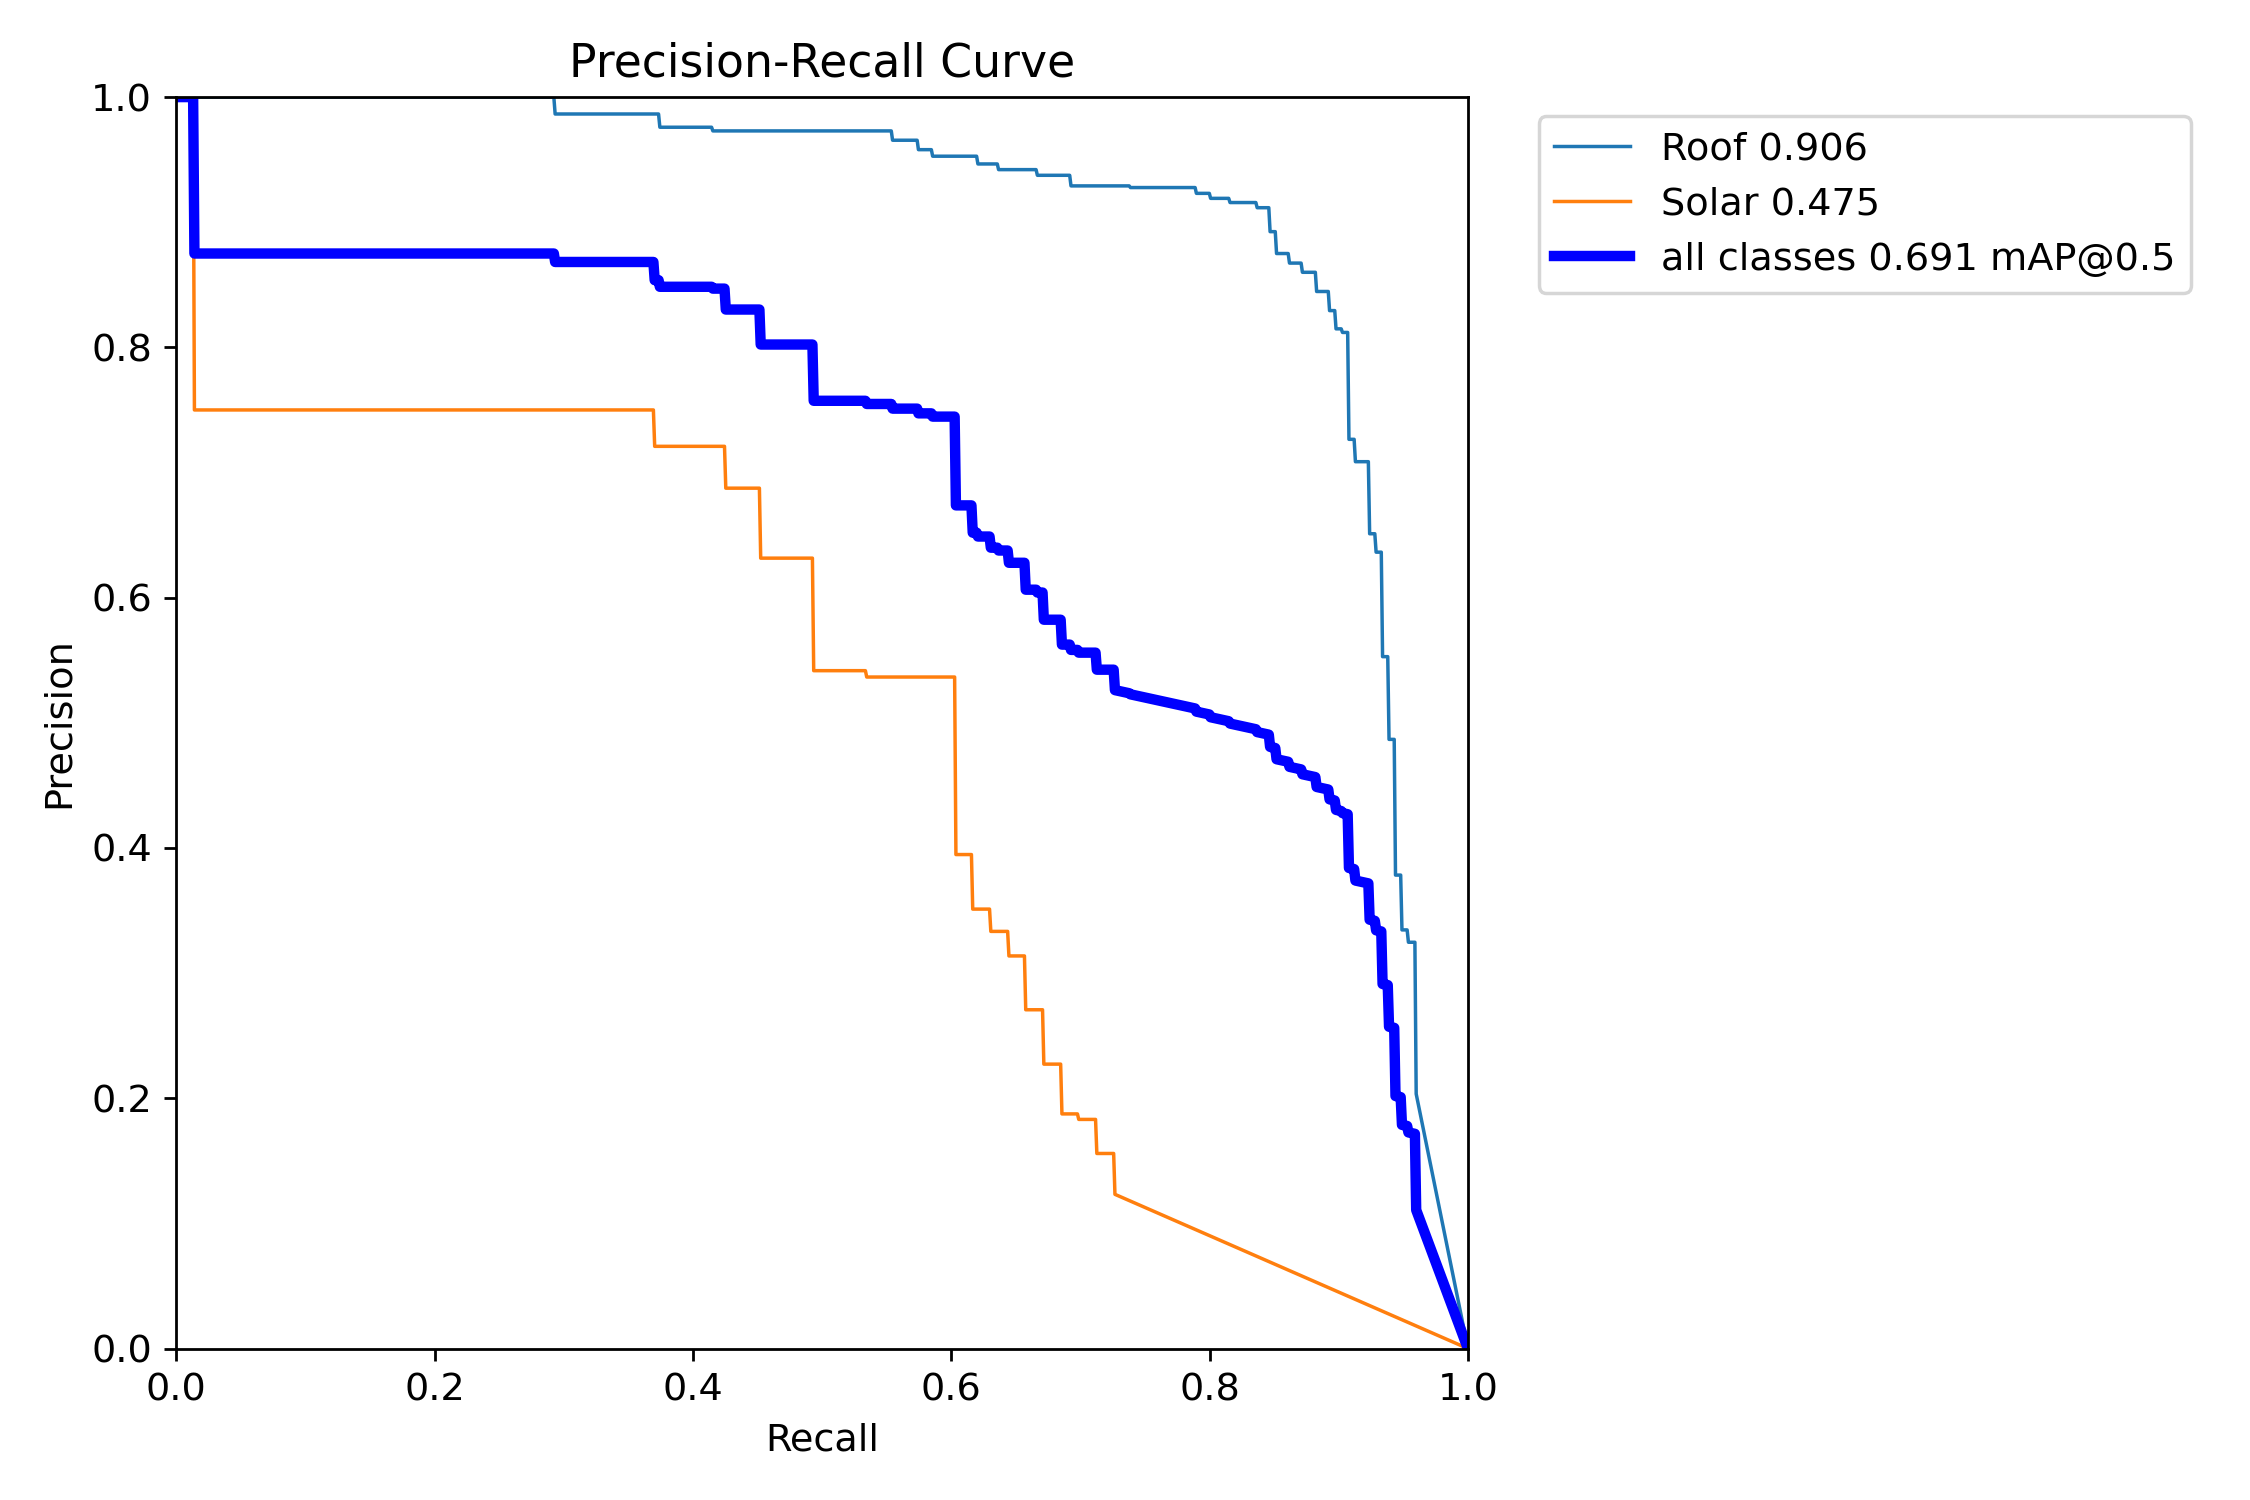 Precision-Recall Curve
1.0
0.8
0.6
0.4
0.2
0.0
Precision
0.0 0.2 0.4 0.6 0.8 1.0
Recall
Roof 0.906
Solar 0.475
all classes 0.691 mAP@0.5